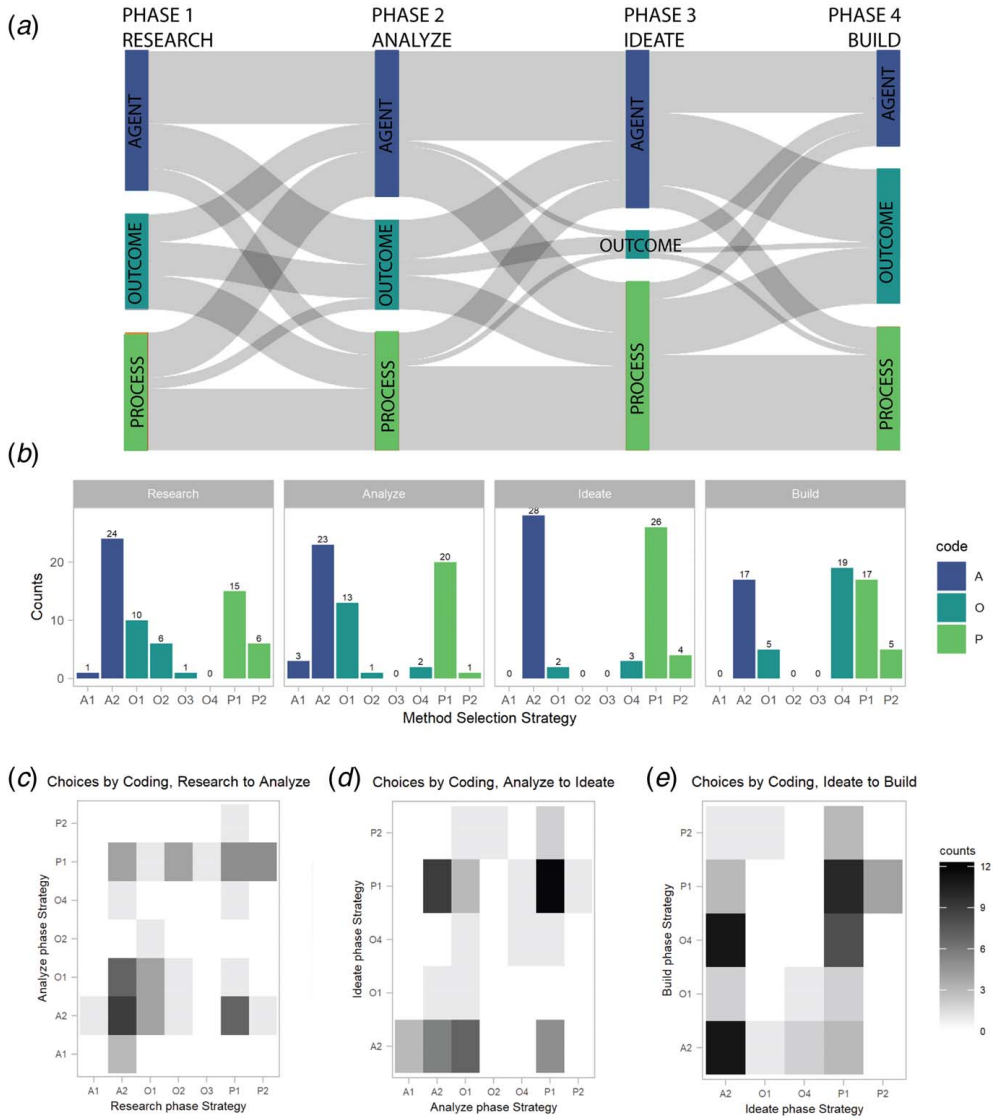 (a)
PHASE 1 PHASE 2 PHASE 3 PHASE 4
RESEARCH ANALYZE IDEATE BUILD
AGENT AGENT AGENT AGENT
OUTCOME OUTCOME OUTCOME OUTCOME
PROCESS PROCESS PROCESS PROCESS
(b)
Research Analyze Ideate Build
Counts
20
10
0
1 24 10 6 1 0 15 6
3 23 13 1 0 2 20 1
0 28 2 0 0 3 26 4
0 17 5 0 0 19 17 5
A1 A2 O1 O2 O3 O4 P1 P2 A1 A2 O1 O2 O3 O4 P1 P2 A1 A2 O1 O2 O3 O4 P1 P2 A1 A2 O1 O2 O3 O4 P1 P2
Method Selection Strategy
code
A
O
P
(c) Choices by Coding, Research to Analyze
Analyze phase Strategy
P2
P1
O4
O2
O1
A2
A1
A1 A2 O1 O2 O3 P1 P2
Research phase Strategy
(d) Choices by Coding, Analyze to Ideate
Ideate phase Strategy
P2
P1
O4
O1
A2
A1 A2 O1 O2 O4 P1 P2
Analyze phase Strategy
(e) Choices by Coding, Ideate to Build
Build phase Strategy
P2
P1
O4
O1
A2
A2 O1 O4 P1 P2
Ideate phase Strategy
counts
12
9
6
3
0